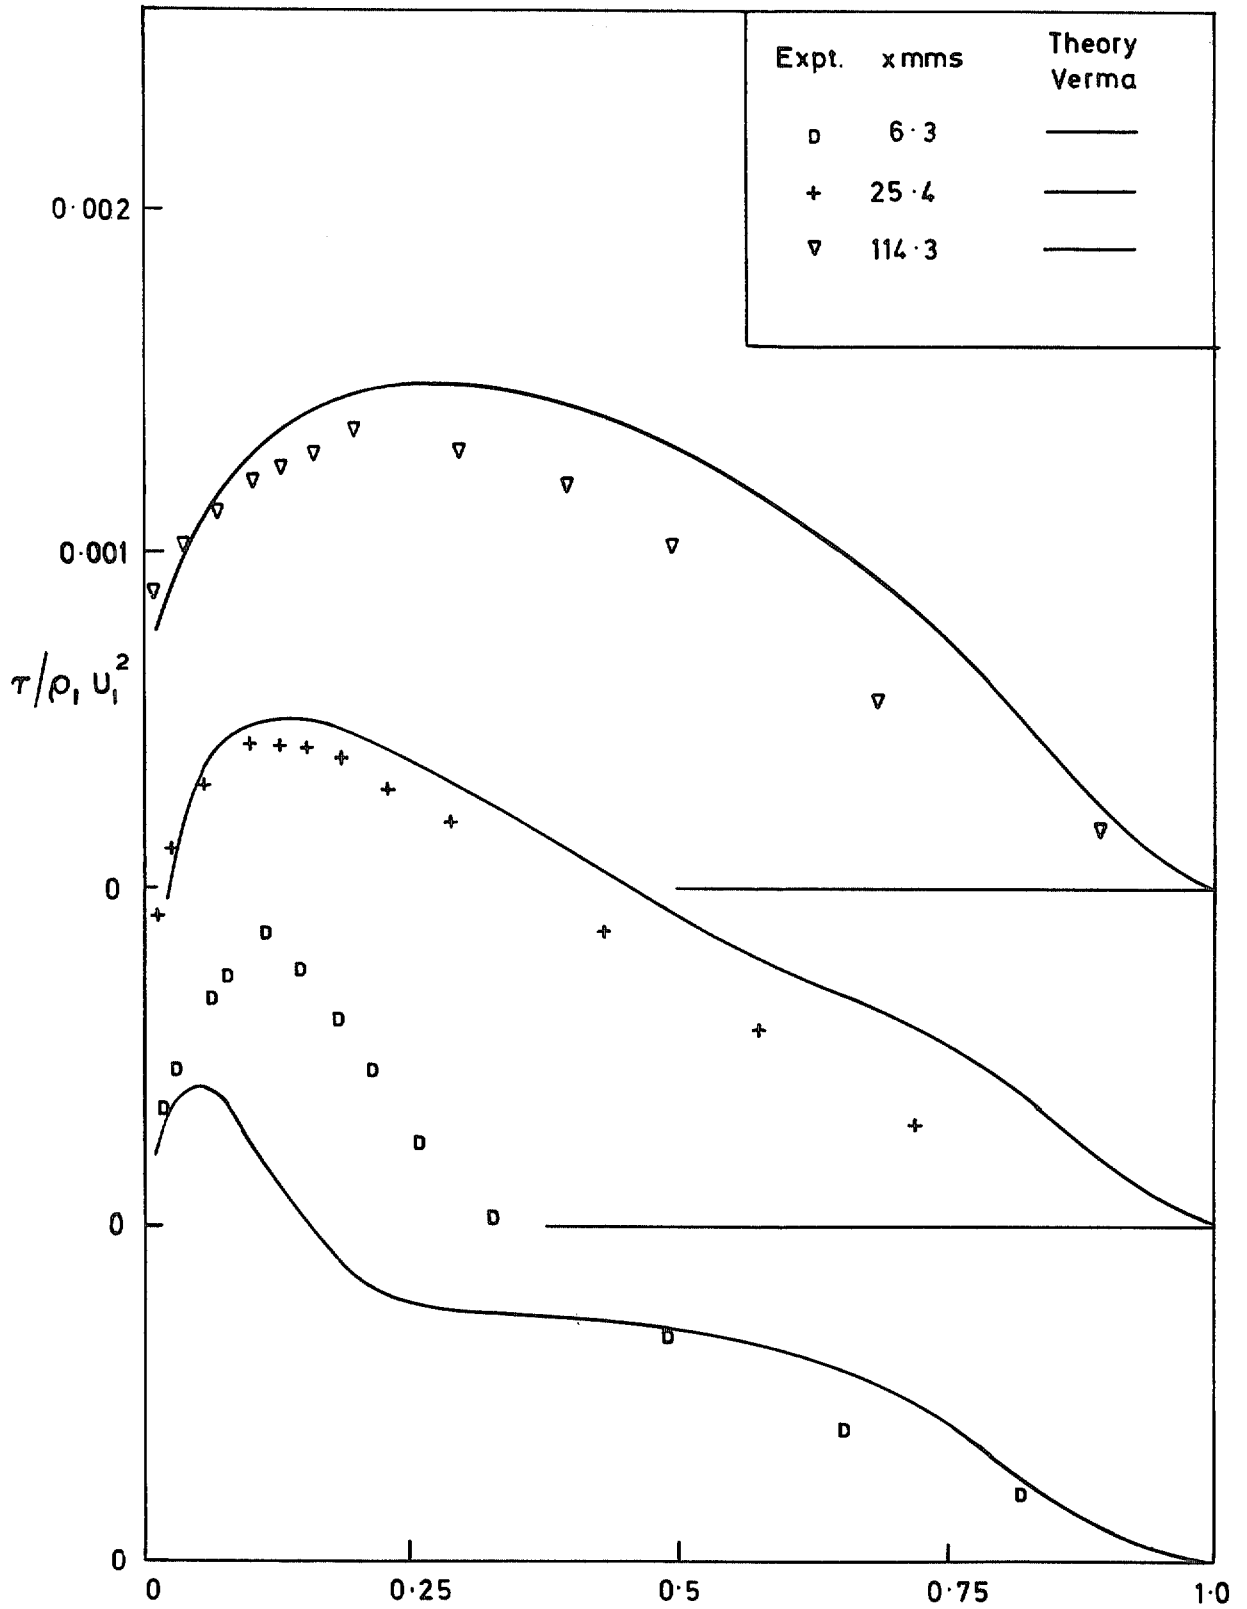 Expt. x mms Theory
Verma
D 6·3
+ 25·4
∇ 114·3
0·002
0·001
τ/ρ₁ U₁²
0
0
0
0 0·25 0·5 0·75 1·0